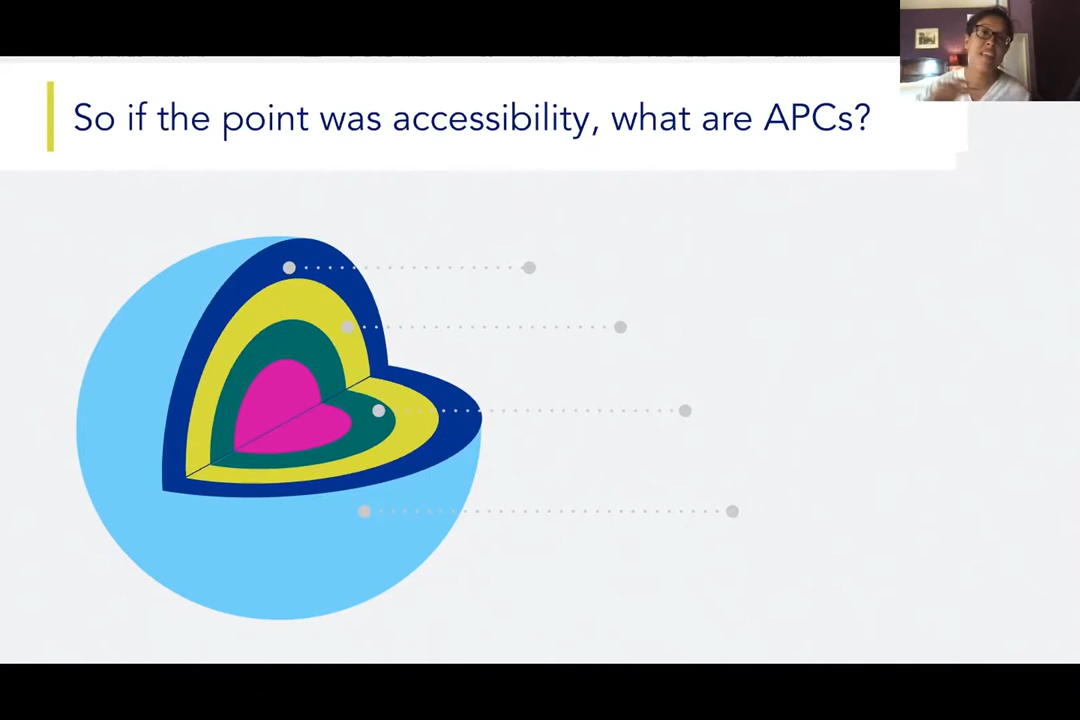 So if the point was accessibility, what are APCs?